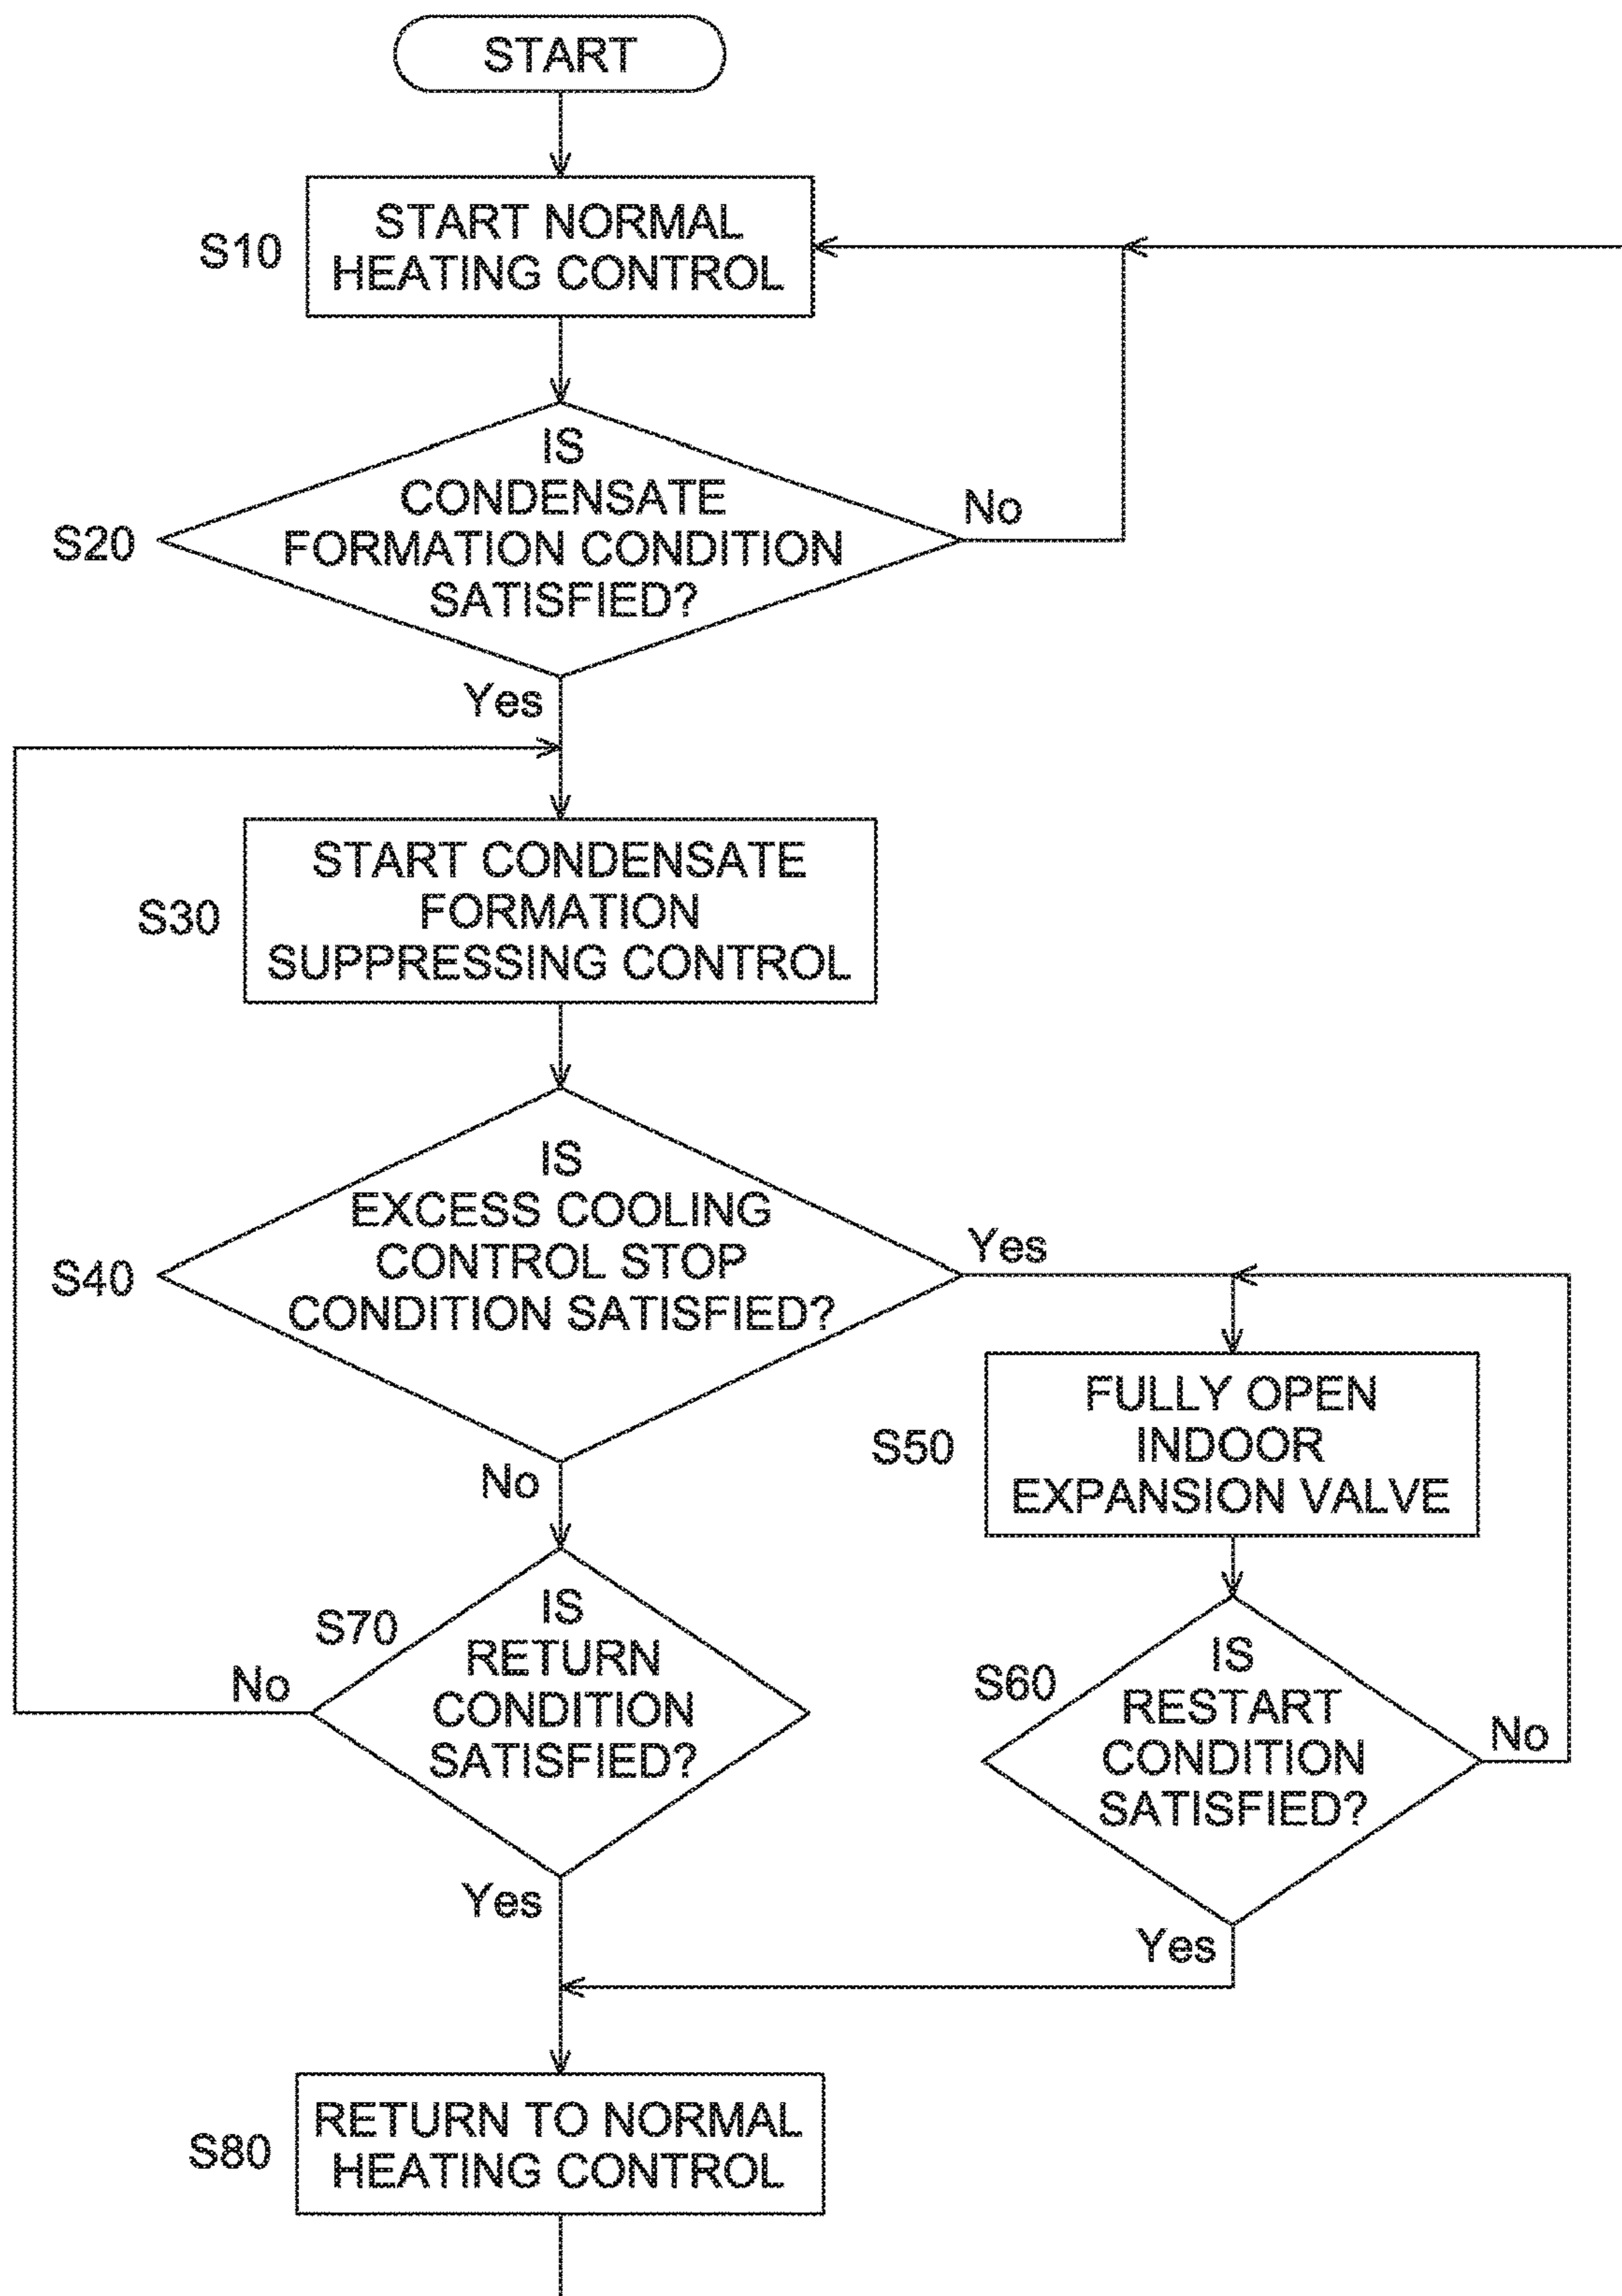 START
S10
START NORMAL
HEATING CONTROL
S20
IS
CONDENSATE
FORMATION CONDITION
SATISFIED?
No
Yes
S30
START CONDENSATE
FORMATION
SUPPRESSING CONTROL
S40
IS
EXCESS COOLING
CONTROL STOP
CONDITION SATISFIED?
Yes
No
S50
FULLY OPEN
INDOOR
EXPANSION VALVE
S70
IS
RETURN
CONDITION
SATISFIED?
No
Yes
S60
IS
RESTART
CONDITION
SATISFIED?
No
Yes
S80
RETURN TO NORMAL
HEATING CONTROL